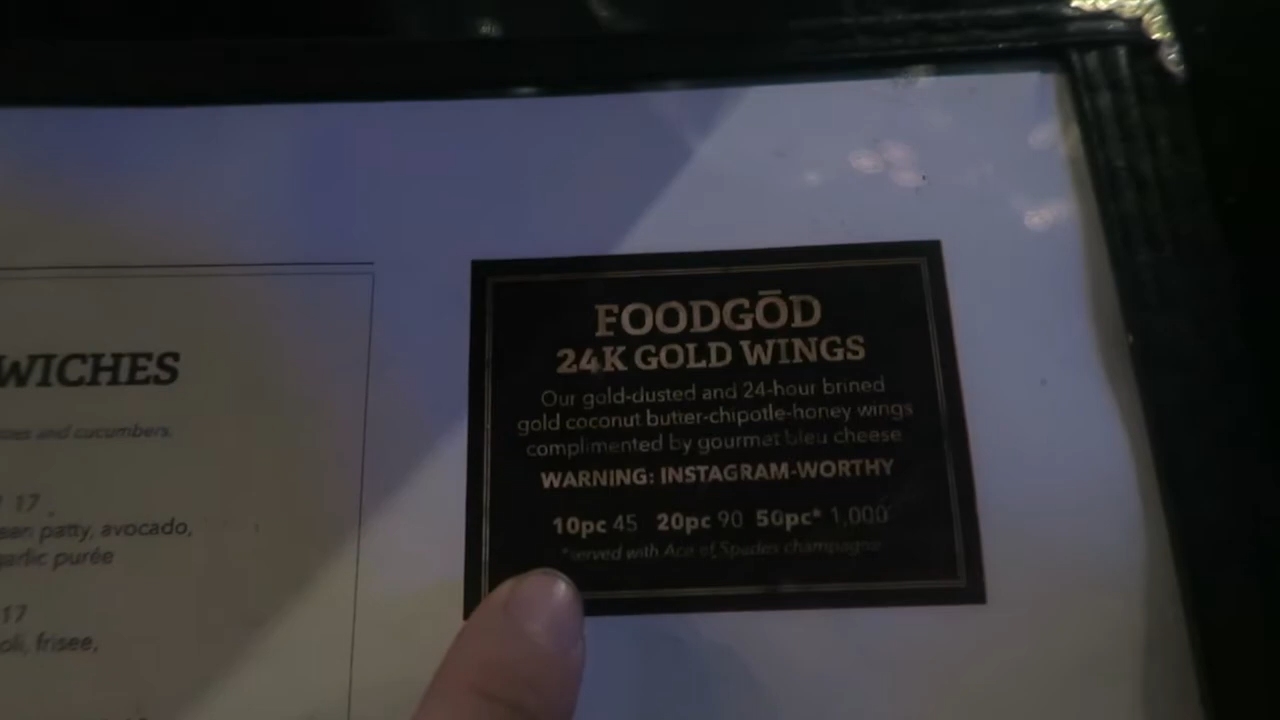 WICHES
and cucumbers.
17
patty, avocado,
garlic purée
17
frisee,
FOODGŌD
24K GOLD WINGS
Our gold-dusted and 24-hour brined
gold coconut butter-chipotle-honey wings
complimented by gourmet bleu cheese
WARNING: INSTAGRAM-WORTHY
10pc 45 20pc 90 50pc* 1,000
*served with Ace of Spades champagne